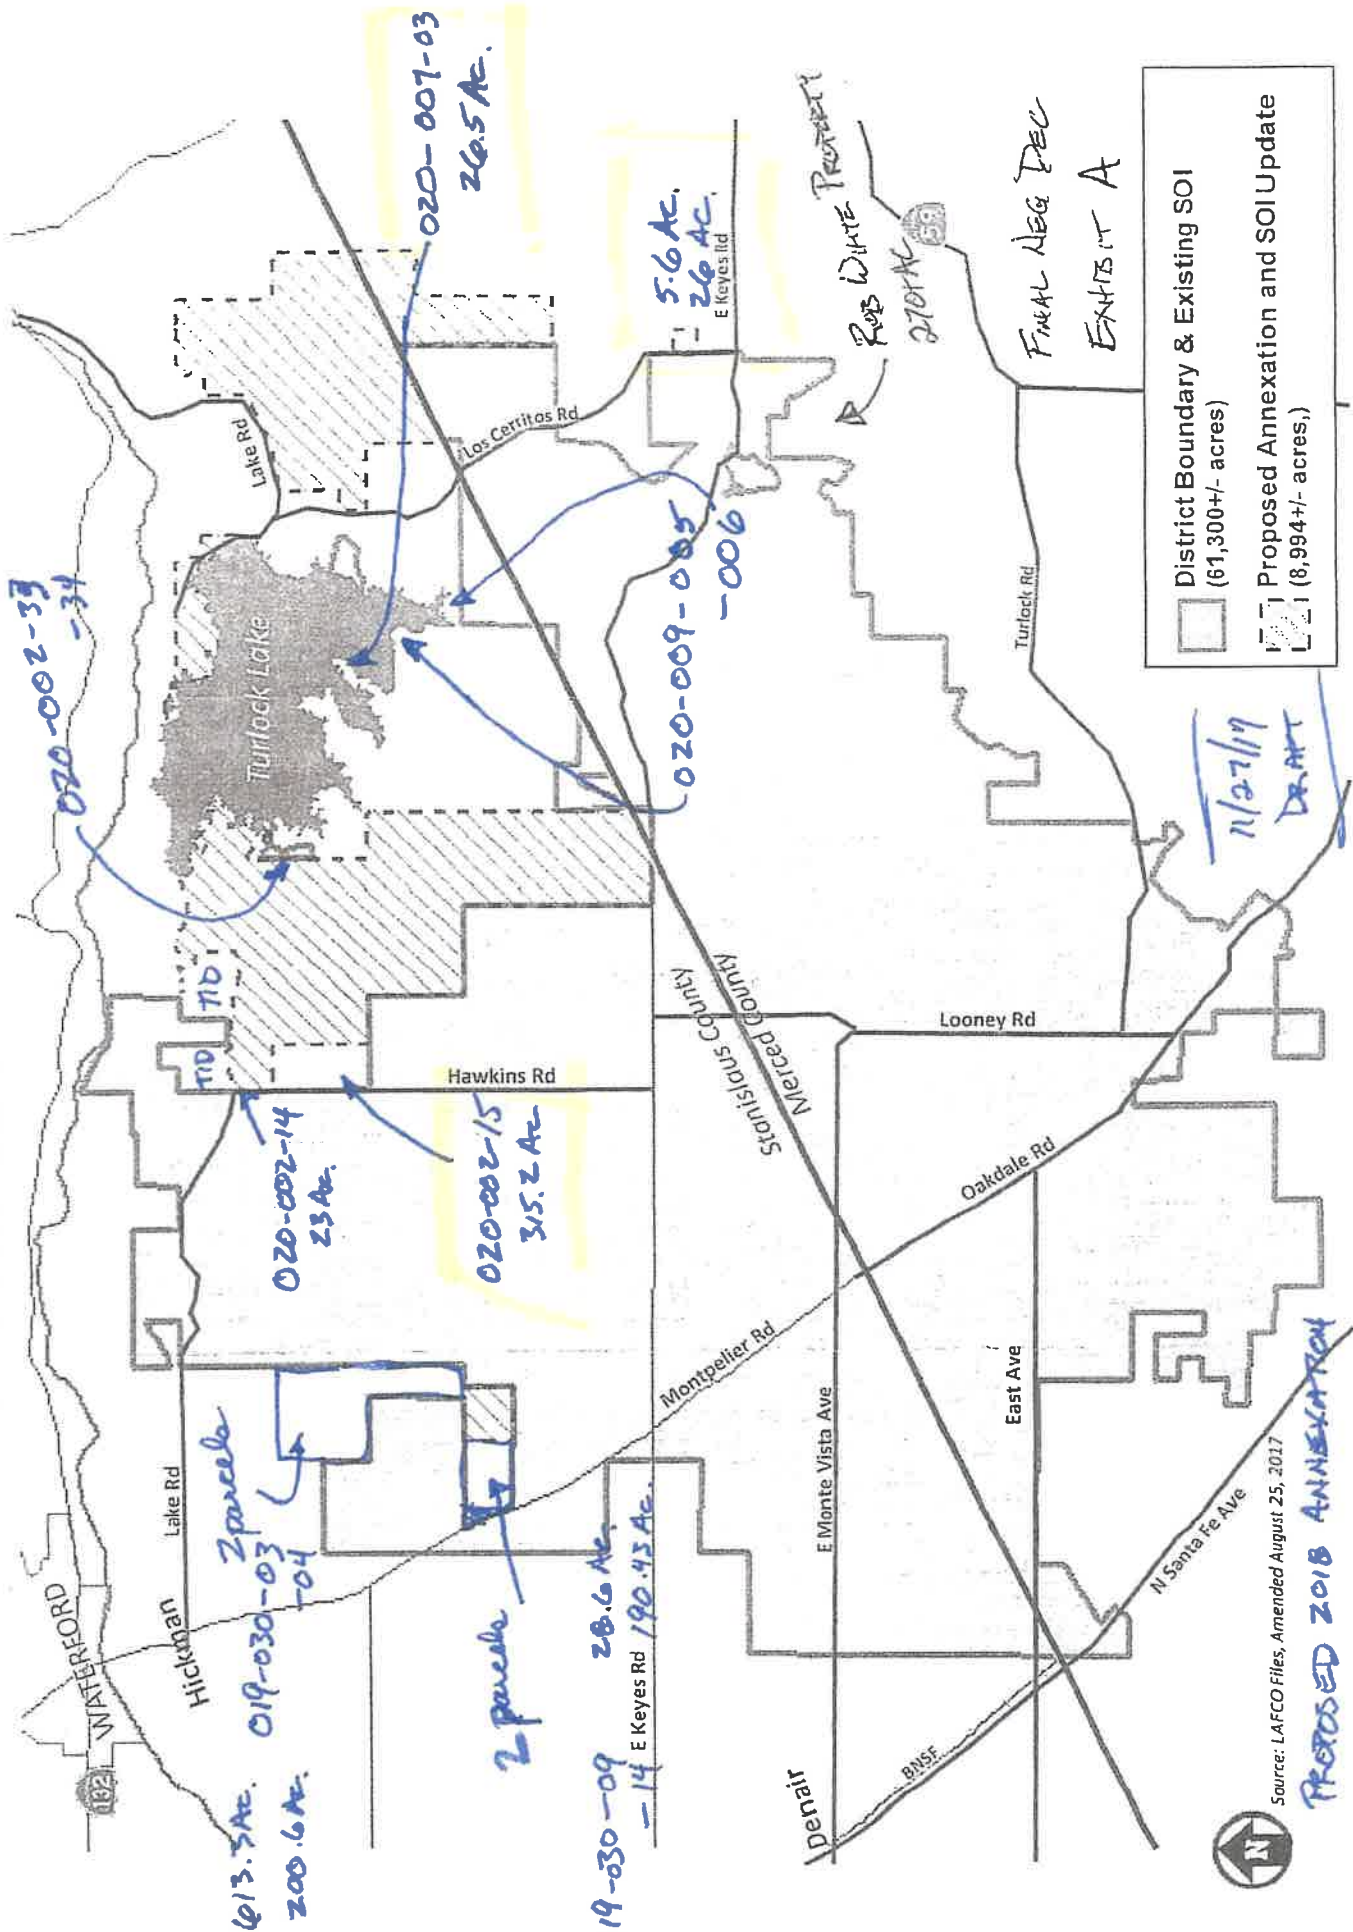 WATERFORD
132
Hickman
Lake Rd
613.3 Ac.
200.6 Ac.
2 parcels
019-030-03
-04
2 parcels
19-030-09 28.6 Ac.
-14 190.43 Ac.
E Keyes Rd
Montpelier Rd
Denair
BNSF
E Monte Vista Ave
East Ave
N Santa Fe Ave
Oakdale Rd
Looney Rd
Stanislaus County
Merced County
Hawkins Rd
020-002-14
23 Ac.
020-002-15
315.2 Ac
TID
TID
020-002-33
-34
Turlock Lake
Lake Rd
Los Cerritos Rd
020-007-03
26.5 Ac.
5.6 Ac.
26 Ac.
E Keyes Rd
020-009-005
-006
Property
270± AC
59
Turlock Rd
Final Neg Dec
Exhibit A
District Boundary & Existing SOI
(61,300+/- acres)
Proposed Annexation and SOI Update
(8,994+/- acres,)
11/27/17
DRAFT
N
Source: LAFCO Files, Amended August 25, 2017
PROPOSED 2018 ANNEXATION